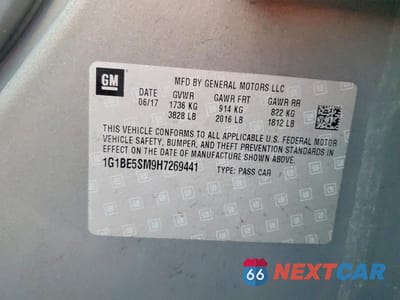 GM
MFD BY GENERAL MOTORS LLC
DATE GVWR GAWR FRT GAWR RR
06/17 1736 KG 914 KG 822 KG
3828 LB 2016 LB 1812 LB
THIS VEHICLE CONFORMS TO ALL APPLICABLE U.S. FEDERAL MOTOR
VEHICLE SAFETY, BUMPER, AND THEFT PREVENTION STANDARDS IN
EFFECT ON THE DATE OF MANUFACTURE SHOWN ABOVE.
1G1BE5SM9H7269441 TYPE: PASS CAR
66 NEXTCAR